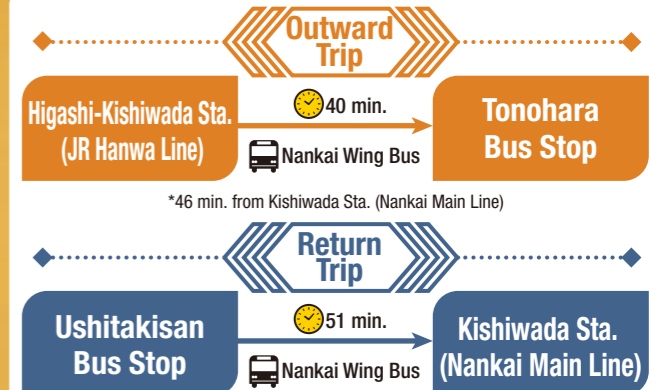 Outward
Trip
Higashi-Kishiwada Sta.
(JR Hanwa Line)
40 min.
Nankai Wing Bus
Tonohara
Bus Stop
*46 min. from Kishiwada Sta. (Nankai Main Line)
Return
Trip
Ushitakisan
Bus Stop
51 min.
Nankai Wing Bus
Kishiwada Sta.
(Nankai Main Line)